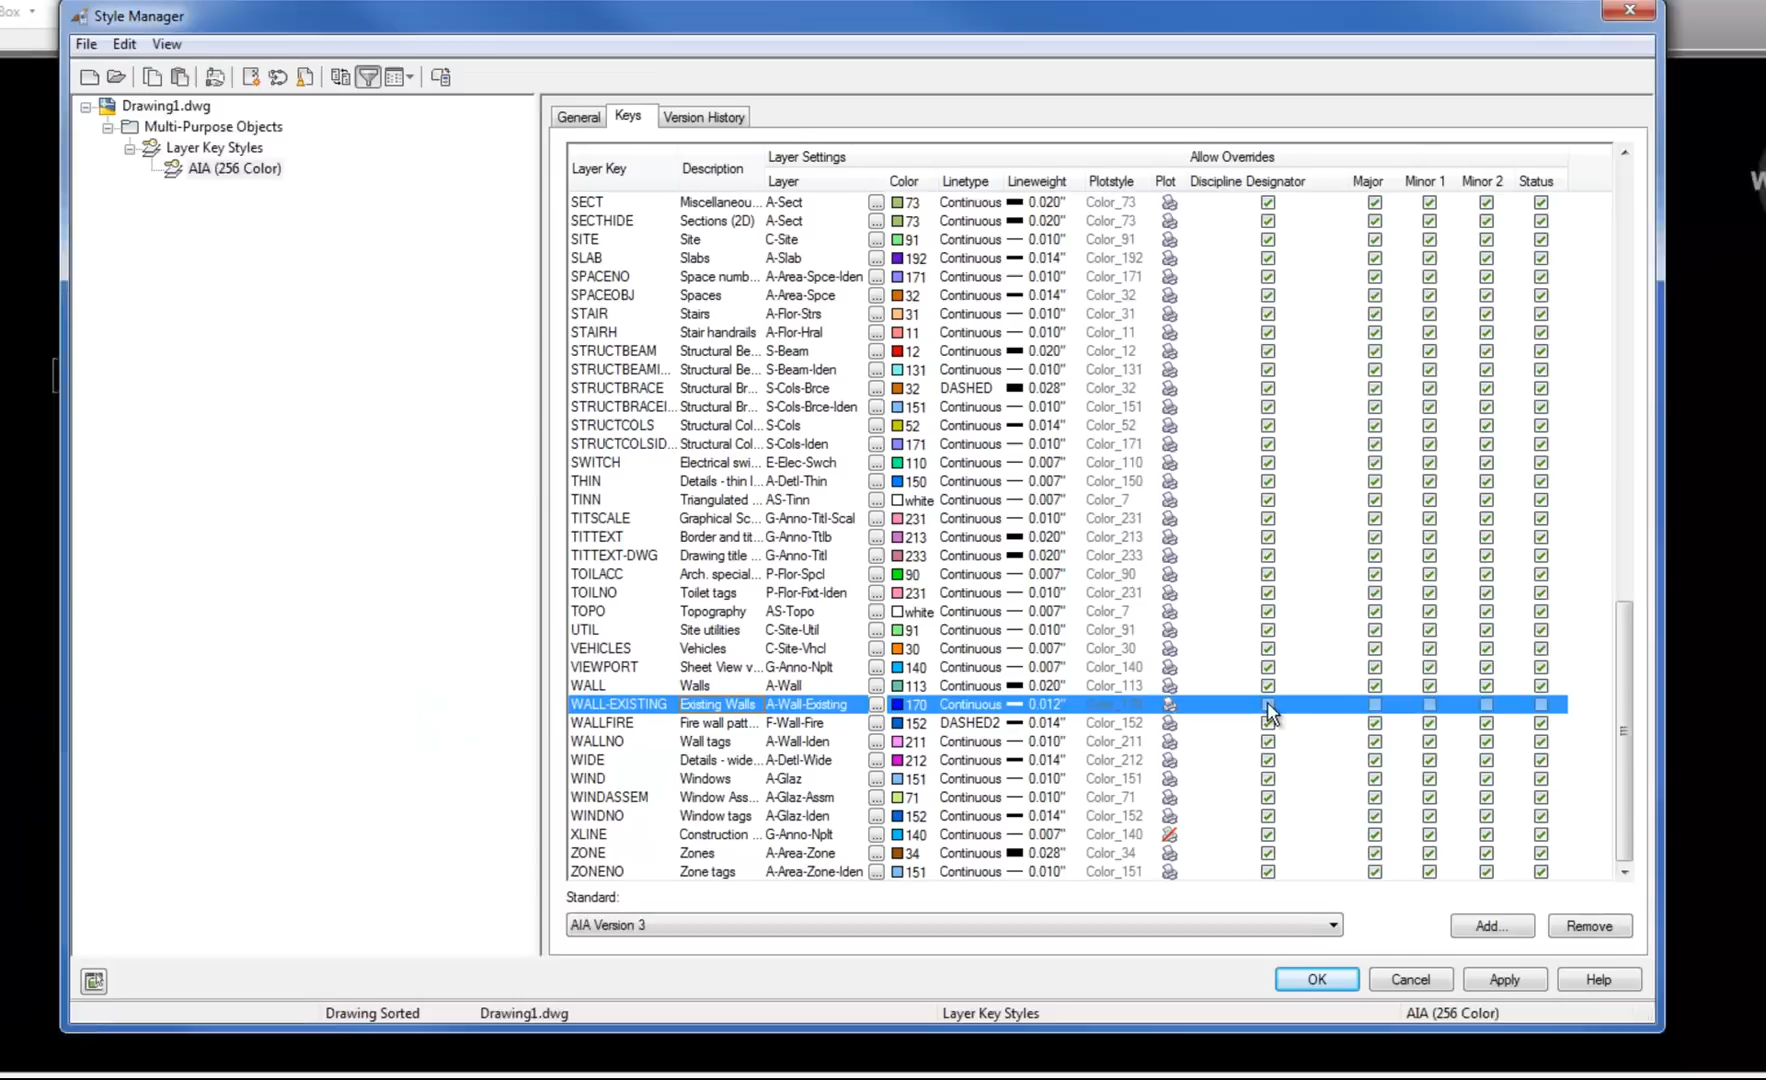 Box
Style Manager
File Edit View
Drawing1.dwg
Multi-Purpose Objects
Layer Key Styles
AIA (256 Color)
General Keys Version History
Layer Settings Allow Overrides
Layer Key Description
Layer Color Linetype Lineweight Plotstyle Plot Discipline Designator Major Minor 1 Minor 2 Status
SECT Miscellaneou... A-Sect ... 73 Continuous 0.020" Color_73
SECTHIDE Sections (2D) A-Sect ... 73 Continuous 0.020" Color_73
SITE Site C-Site ... 91 Continuous 0.010" Color_91
SLAB Slabs A-Slab ... 192 Continuous 0.014" Color_192
SPACENO Space numb... A-Area-Spce-Iden ... 171 Continuous 0.010" Color_171
SPACEOBJ Spaces A-Area-Spce ... 32 Continuous 0.014" Color_32
STAIR Stairs A-Flor-Strs ... 31 Continuous 0.010" Color_31
STAIRH Stair handrails A-Flor-Hral ... 11 Continuous 0.010" Color_11
STRUCTBEAM Structural Be... S-Beam ... 12 Continuous 0.020" Color_12
STRUCTBEAMI... Structural Be... S-Beam-Iden ... 131 Continuous 0.010" Color_131
STRUCTBRACE Structural Br... S-Cols-Brce ... 32 DASHED 0.028" Color_32
STRUCTBRACEI... Structural Br... S-Cols-Brce-Iden ... 151 Continuous 0.010" Color_151
STRUCTCOLS Structural Col... S-Cols ... 52 Continuous 0.014" Color_52
STRUCTCOLSID... Structural Col... S-Cols-Iden ... 171 Continuous 0.010" Color_171
SWITCH Electrical swi... E-Elec-Swch ... 110 Continuous 0.007" Color_110
THIN Details - thin l... A-Detl-Thin ... 150 Continuous 0.007" Color_150
TINN Triangulated ... AS-Tinn ... white Continuous 0.007" Color_7
TITSCALE Graphical Sc... G-Anno-Titl-Scal ... 231 Continuous 0.010" Color_231
TITTEXT Border and tit... G-Anno-Ttlb ... 213 Continuous 0.020" Color_213
TITTEXT-DWG Drawing title ... G-Anno-Titl ... 233 Continuous 0.020" Color_233
TOILACC Arch. special... P-Flor-Spcl ... 90 Continuous 0.007" Color_90
TOILNO Toilet tags P-Flor-Fixt-Iden ... 231 Continuous 0.010" Color_231
TOPO Topography AS-Topo ... white Continuous 0.007" Color_7
UTIL Site utilities C-Site-Util ... 91 Continuous 0.010" Color_91
VEHICLES Vehicles C-Site-Vhcl ... 30 Continuous 0.007" Color_30
VIEWPORT Sheet View v... G-Anno-Nplt ... 140 Continuous 0.007" Color_140
WALL Walls A-Wall ... 113 Continuous 0.020" Color_113
WALL-EXISTING Existing Walls A-Wall-Existing ... 170 Continuous 0.012"
WALLFIRE Fire wall patt... F-Wall-Fire ... 152 DASHED2 0.014" Color_152
WALLNO Wall tags A-Wall-Iden ... 211 Continuous 0.010" Color_211
WIDE Details - wide... A-Detl-Wide ... 212 Continuous 0.014" Color_212
WIND Windows A-Glaz ... 151 Continuous 0.010" Color_151
WINDASSEM Window Ass... A-Glaz-Assm ... 71 Continuous 0.010" Color_71
WINDNO Window tags A-Glaz-Iden ... 152 Continuous 0.014" Color_152
XLINE Construction ... G-Anno-Nplt ... 140 Continuous 0.007" Color_140
ZONE Zones A-Area-Zone ... 34 Continuous 0.028" Color_34
ZONENO Zone tags A-Area-Zone-Iden ... 151 Continuous 0.010" Color_151
Standard:
AIA Version 3 Add... Remove
OK Cancel Apply Help
Drawing Sorted Drawing1.dwg Layer Key Styles AIA (256 Color)